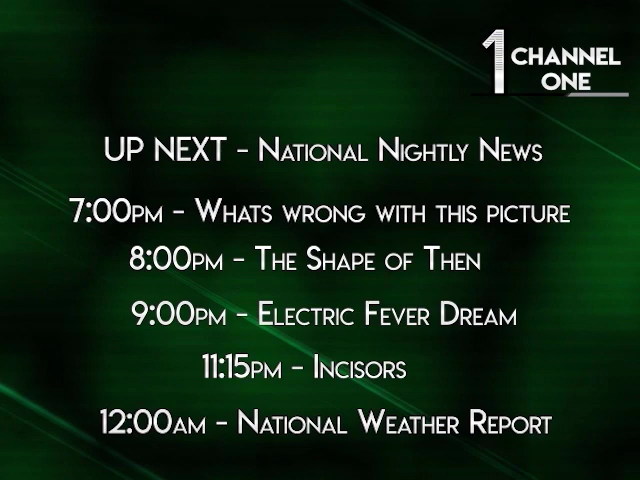 1 CHANNEL
ONE
UP NEXT - National Nightly News
7:00pm - Whats wrong with this picture
8:00pm - The Shape of Then
9:00pm - Electric Fever Dream
11:15pm - Incisors
12:00am - National Weather Report